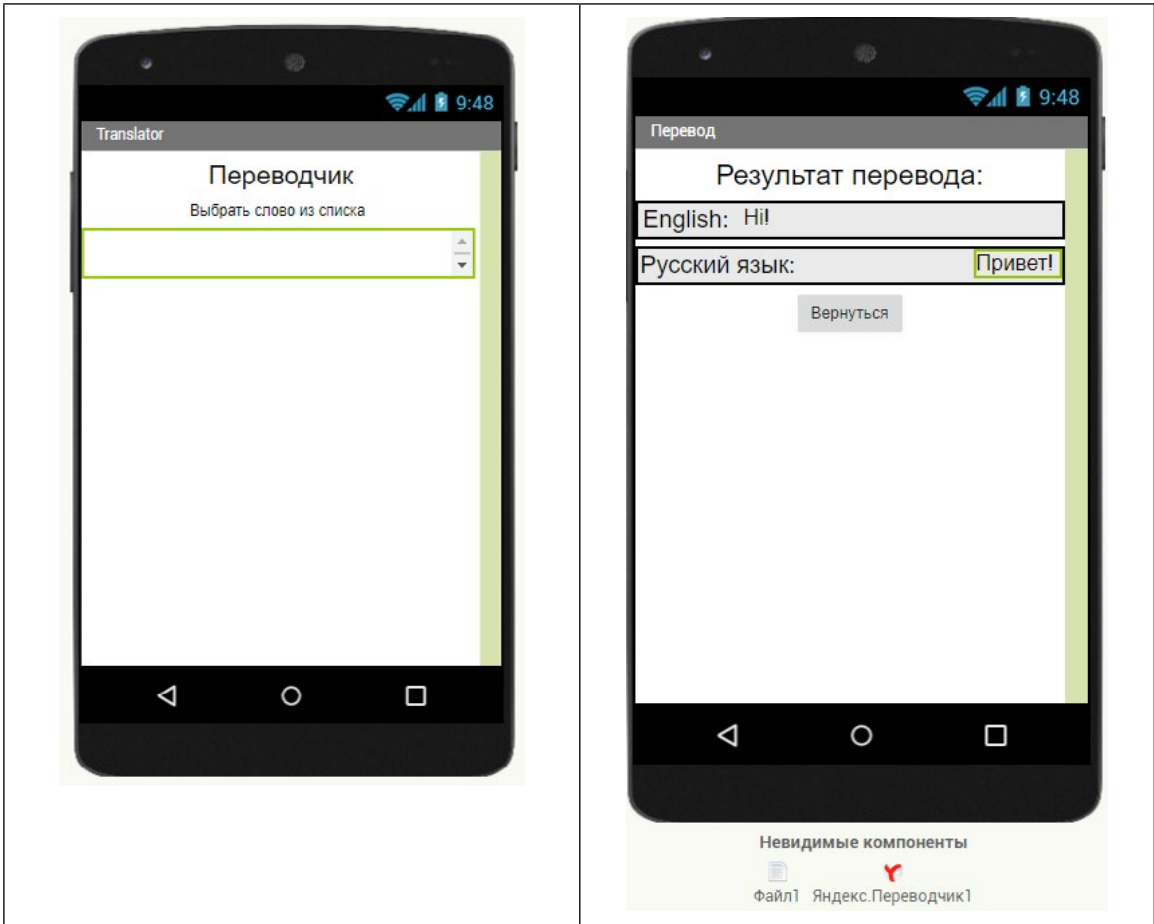 9:48
Translator
Переводчик
Выбрать слово из списка
9:48
Перевод
Результат перевода:
English: Hi!
Русский язык: Привет!
Вернуться
Невидимые компоненты
Файл1 Яндекс.Переводчик1